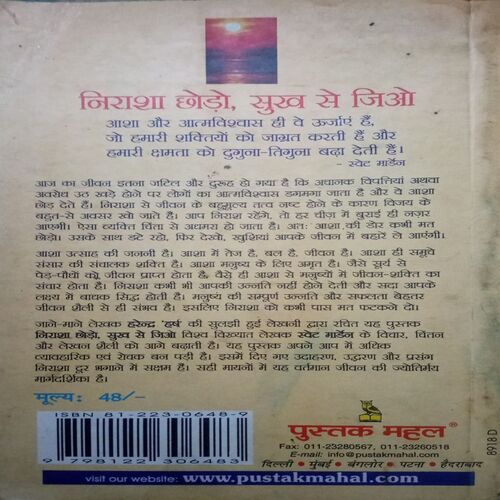 निराशा छोड़ो, सुख से जिओ
आशा और आत्मविश्वास ही वे ऊर्जाएं हैं,
जो हमारी शक्तियों को जाग्रत करती हैं और
हमारी क्षमता को दुगुना-तिगुना बढ़ा देती हैं।
- स्वेट मार्डेन
आज का जीवन इतना जटिल और दुरूह हो गया है कि अचानक विपत्तियां अथवा
अवरोध उठ खड़े होने पर लोगों का आत्मविश्वास डगमगा जाता है और वे आशा
छोड़ देते हैं। निराशा से जीवन के बहुमूल्य तत्व नष्ट होने के कारण विजय के
बहुत-से अवसर खो जाते हैं। आप निराश रहेंगे, तो हर चीज़ में बुराई ही नज़र
आएगी। ऐसा व्यक्ति चिंता से अधमरा हो जाता है। अतः आशा की डोर कभी मत
छोड़ो। उसके साथ डटे रहो, फिर देखो, खुशियां आपके जीवन में बहारें ले आएंगी।
आशा उत्साह की जननी है। आशा में तेज है, बल है, जीवन है। आशा ही समूचे
संसार की संचालक शक्ति है। आशा मनुष्य के लिए अमृत है। जैसे सूर्य से
पेड़-पौधों को जीवन प्राप्त होता है, वैसे ही आशा से मनुष्यों में जीवन-शक्ति का
संचार होता है। निराशा कभी भी आपकी उन्नति नहीं होने देती और सदा आपके
लक्ष्य में बाधक सिद्ध होती है। मनुष्य की सम्पूर्ण उन्नति और सफलता बेहतर
जीवन शैली से ही संभव है। इसलिए निराशा को कभी पास मत फटकने दो।
जाने-माने लेखक हरेन्द्र 'हर्ष' की सुलझी हुई लेखनी द्वारा रचित यह पुस्तक
निराशा छोड़ो, सुख से जिओ विश्व विख्यात लेखक स्वेट मार्डेन के विचार, चिंतन
और लेखन शैली को आगे बढ़ाती है। यह पुस्तक अपने आप में अधिक
व्यावहारिक एवं रोचक बन पड़ी है। इसमें दिए गए उदाहरण, उद्धरण और प्रसंग
निराशा दूर भगाने में सक्षम हैं। सही मायनों में यह वर्तमान जीवन की ज्योतिर्मय
मार्गदर्शिका है।
मूल्य: 48/-
ISBN 81-223-0648-9
9 788122 306483
पुस्तक महल®
Fax: 011-23280567, 011-23260518
E-mail: info@pustakmahal.com
दिल्ली • मुंबई • बंगलोर • पटना • हैदराबाद
8918 D
visit our website: www.pustakmahal.com